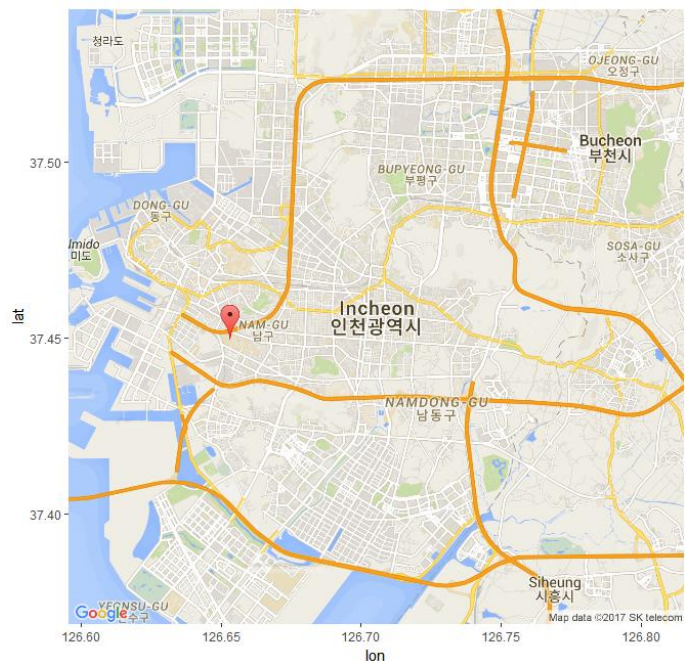 청라도
OJEONG-GU
오정구
Bucheon
부천시
37.50
BUPYEONG-GU
부평구
DONG-GU
동구
Imido
미도
SOSA-GU
소사구
lat
Incheon
인천광역시
NAM-GU
남구
37.45
NAMDONG-GU
남동구
37.40
Siheung
시흥시
YEONSU-GU
연수구
Google
Map data ©2017 SK telecom
126.60
126.65
126.70
126.75
126.80
lon